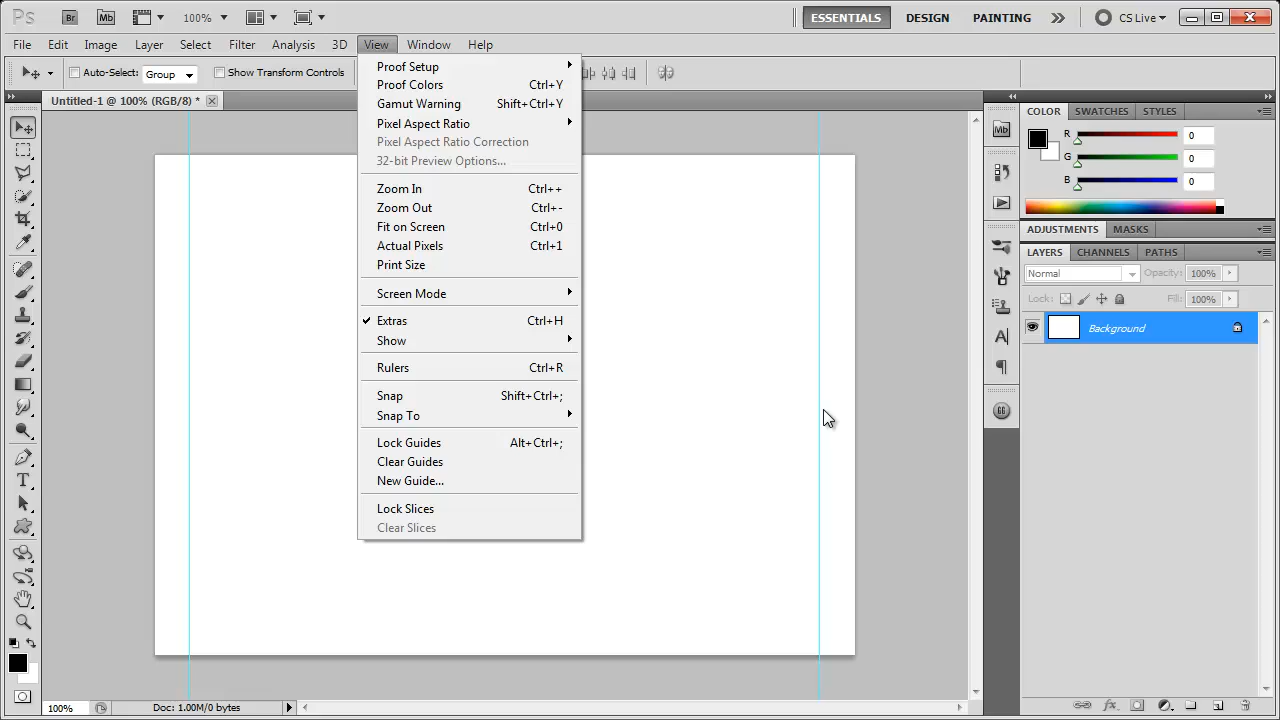 Ps Br Mb 100% ESSENTIALS DESIGN PAINTING CS Live
File Edit Image Layer Select Filter Analysis 3D View Window Help
Auto-Select: Group Show Transform Controls
Untitled-1 @ 100% (RGB/8) *
Proof Setup
Proof Colors Ctrl+Y
Gamut Warning Shift+Ctrl+Y
Pixel Aspect Ratio
Pixel Aspect Ratio Correction
32-bit Preview Options...
Zoom In Ctrl++
Zoom Out Ctrl+-
Fit on Screen Ctrl+0
Actual Pixels Ctrl+1
Print Size
Screen Mode
Extras Ctrl+H
Show
Rulers Ctrl+R
Snap Shift+Ctrl+;
Snap To
Lock Guides Alt+Ctrl+;
Clear Guides
New Guide...
Lock Slices
Clear Slices
Mb
COLOR SWATCHES STYLES
R 0
G 0
B 0
ADJUSTMENTS MASKS
LAYERS CHANNELS PATHS
Normal Opacity: 100%
Lock: Fill: 100%
Background
100% Doc: 1.00M/0 bytes